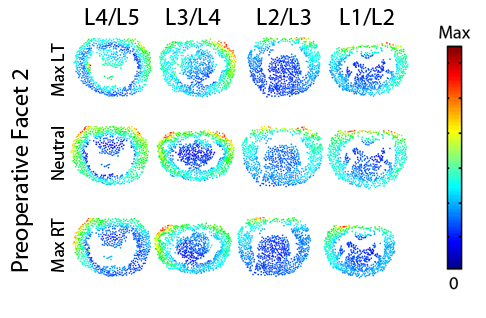 L4/L5 L3/L4 L2/L3 L1/L2
Max
Preoperative Facet 2
Max LT
Neutral
Max RT
0